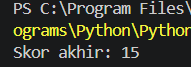 PS C:\Program Files\
ograms\Python\Python
Skor akhir: 15